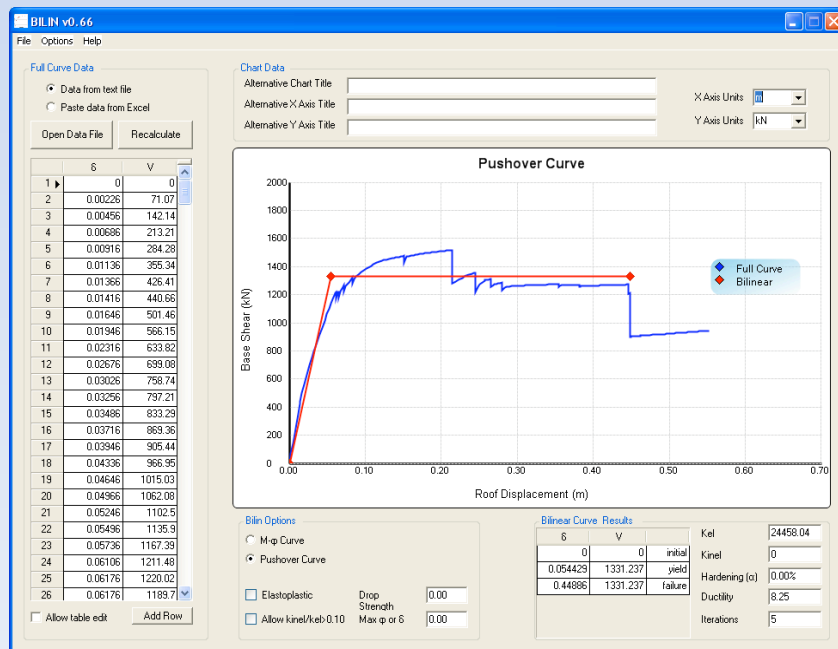 BILIN v0.66
File Options Help
Full Curve Data
Data from text file
Paste data from Excel
Open Data File Recalculate
δ V
1 0 0
2 0.00226 71.07
3 0.00456 142.14
4 0.00686 213.21
5 0.00916 284.28
6 0.01136 355.34
7 0.01366 426.41
8 0.01416 440.66
9 0.01646 501.46
10 0.01946 566.15
11 0.02316 633.82
12 0.02676 699.08
13 0.03026 758.74
14 0.03256 797.21
15 0.03486 833.29
16 0.03716 869.36
17 0.03946 905.44
18 0.04336 966.95
19 0.04646 1015.03
20 0.04966 1062.08
21 0.05246 1102.5
22 0.05496 1135.9
23 0.05736 1167.39
24 0.06106 1211.48
25 0.06176 1220.02
26 0.06176 1189.7
Allow table edit Add Row
Chart Data
Alternative Chart Title
Alternative X Axis Title
Alternative Y Axis Title
X Axis Units m
Y Axis Units kN
Pushover Curve
2000
1800
1600
1400
1200
1000
800
600
400
200
0
Base Shear (kN)
0.00 0.10 0.20 0.30 0.40 0.50 0.60 0.70
Roof Displacement (m)
Full Curve
Bilinear
Bilin Options
M-φ Curve
Pushover Curve
Elastoplastic
Allow kinel/kel>0.10
Drop Strength 0.00
Max φ or δ 0.00
Bilinear Curve Results
δ V
0 0 initial
0.054429 1331.237 yield
0.44886 1331.237 failure
Kel 24458.04
Kinel 0
Hardening (α) 0.00%
Ductility 8.25
Iterations 5